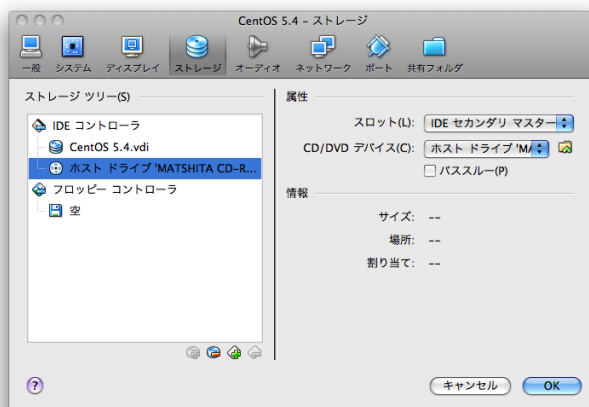 CentOS 5.4 – ストレージ
一般 システム ディスプレイ ストレージ オーディオ ネットワーク ポート 共有フォルダ
ストレージ ツリー(S)
IDE コントローラ
CentOS 5.4.vdi
ホスト ドライブ 'MATSHITA CD-R...
フロッピー コントローラ
空
属性
スロット(L): IDE セカンダリ マスター
CD/DVD デバイス(C): ホスト ドライブ 'M
パススルー(P)
情報
サイズ: --
場所: --
割り当て: --
?
キャンセル OK